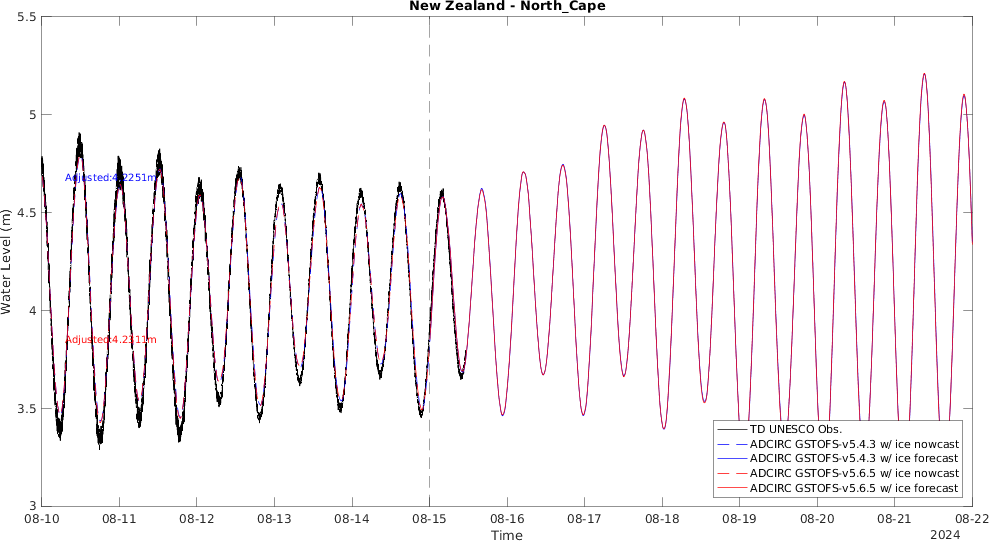 New Zealand - North_Cape
5.5
5
4.5
4
3.5
3
Water Level (m)
Adjusted:4.2251m
Adjusted:4.2311m
TD UNESCO Obs.
ADCIRC GSTOFS-v5.4.3 w/ ice nowcast
ADCIRC GSTOFS-v5.4.3 w/ ice forecast
ADCIRC GSTOFS-v5.6.5 w/ ice nowcast
ADCIRC GSTOFS-v5.6.5 w/ ice forecast
08-10 08-11 08-12 08-13 08-14 08-15 08-16 08-17 08-18 08-19 08-20 08-21 08-22
Time
2024